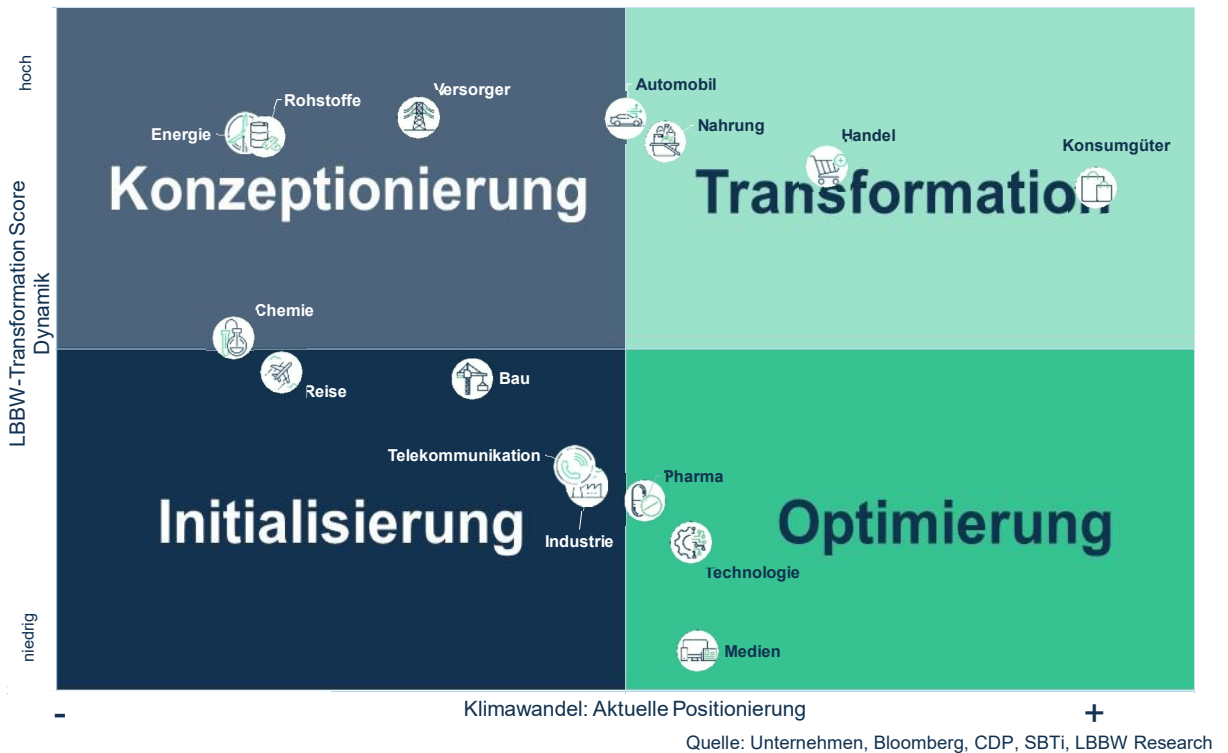 hoch
LBBW-Transformation Score
Dynamik
niedrig
Rohstoffe
Energie
Versorger
Automobil
Nahrung
Handel
Konsumgüter
Konzeptionierung
Transformation
Chemie
Reise
Bau
Telekommunikation
Industrie
Initialisierung
Pharma
Technologie
Medien
Optimierung
-
Klimawandel: Aktuelle Positionierung
+
Quelle: Unternehmen, Bloomberg, CDP, SBTi, LBBW Research